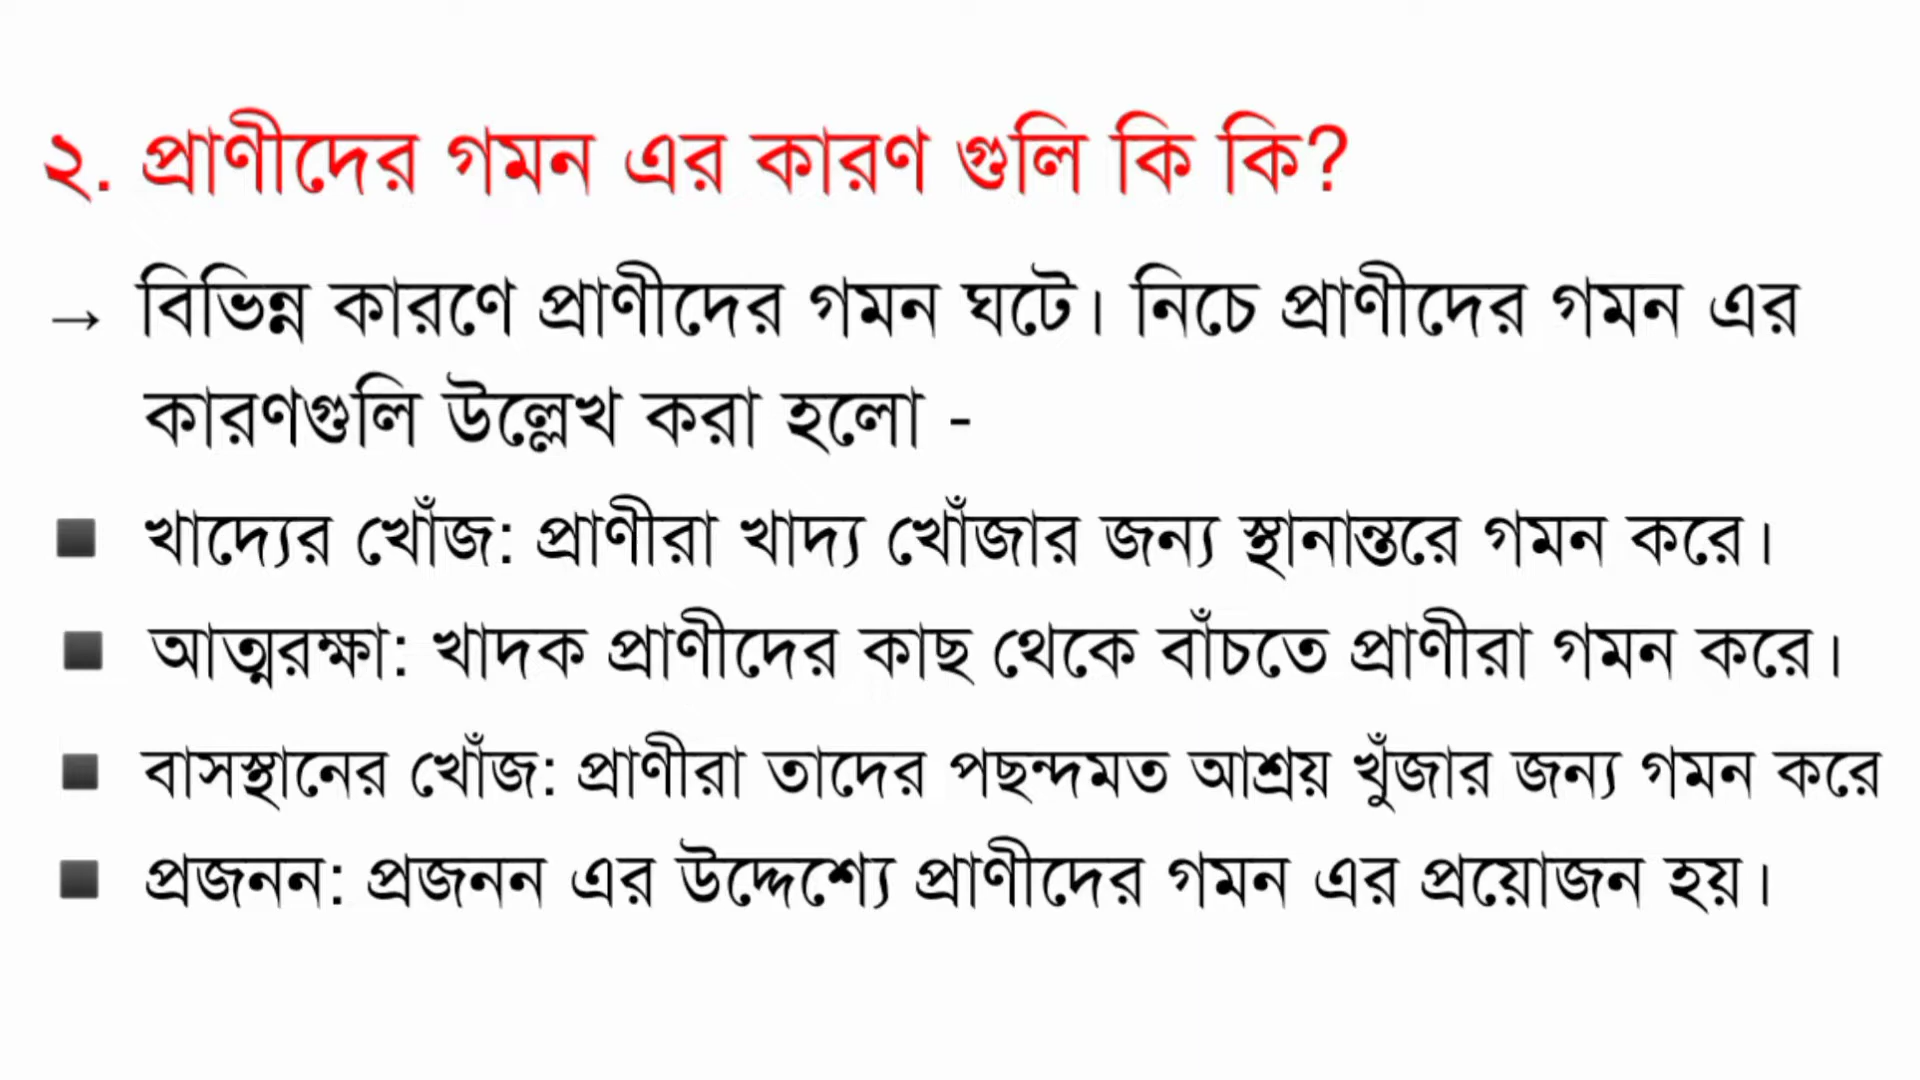 ২. প্রাণীদের গমন এর কারণ গুলি কি কি?
→ বিভিন্ন কারণে প্রাণীদের গমন ঘটে। নিচে প্রাণীদের গমন এর
কারণগুলি উল্লেখ করা হলো -
▪ খাদ্যের খোঁজ: প্রাণীরা খাদ্য খোঁজার জন্য স্থানান্তরে গমন করে।
▪ আত্মরক্ষা: খাদক প্রাণীদের কাছ থেকে বাঁচতে প্রাণীরা গমন করে।
▪ বাসস্থানের খোঁজ: প্রাণীরা তাদের পছন্দমত আশ্রয় খুঁজার জন্য গমন করে
▪ প্রজনন: প্রজনন এর উদ্দেশ্যে প্রাণীদের গমন এর প্রয়োজন হয়।